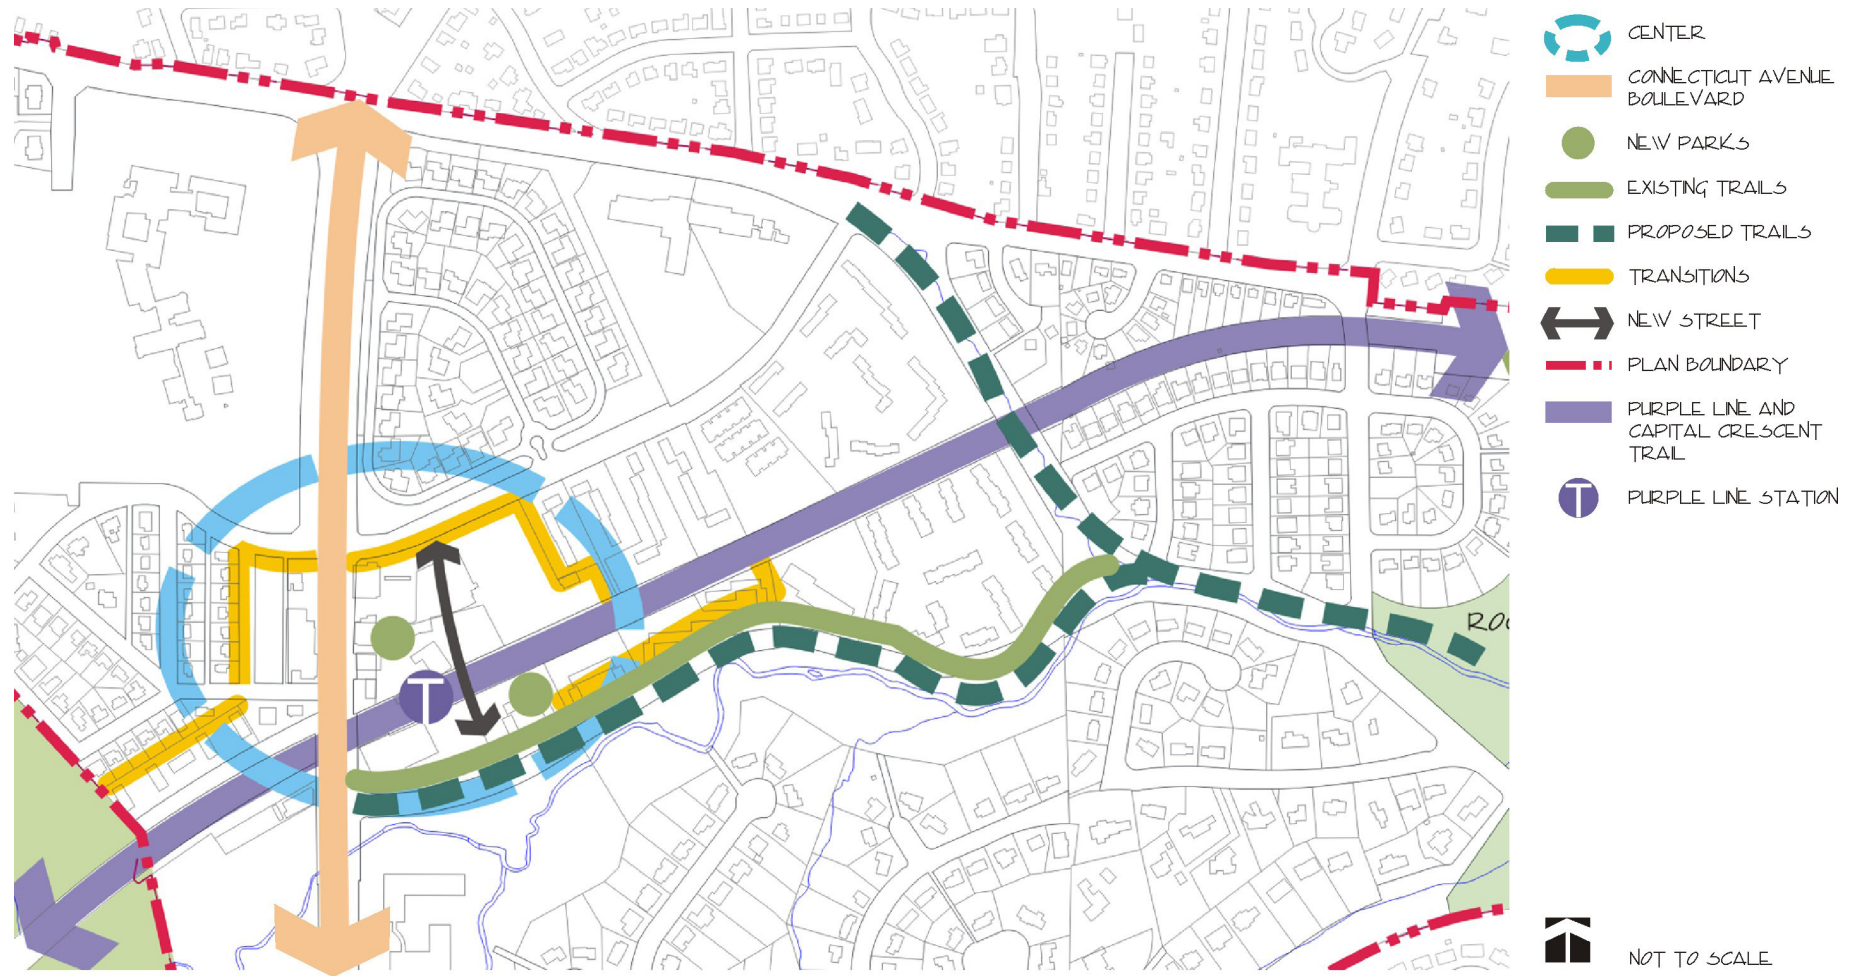 CENTER
CONNECTICUT AVENUE
BOULEVARD
NEW PARKS
EXISTING TRAILS
PROPOSED TRAILS
TRANSITIONS
NEW STREET
PLAN BOUNDARY
PURPLE LINE AND
CAPITAL CRESCENT
TRAIL
T
PURPLE LINE STATION
T
ROC
NOT TO SCALE